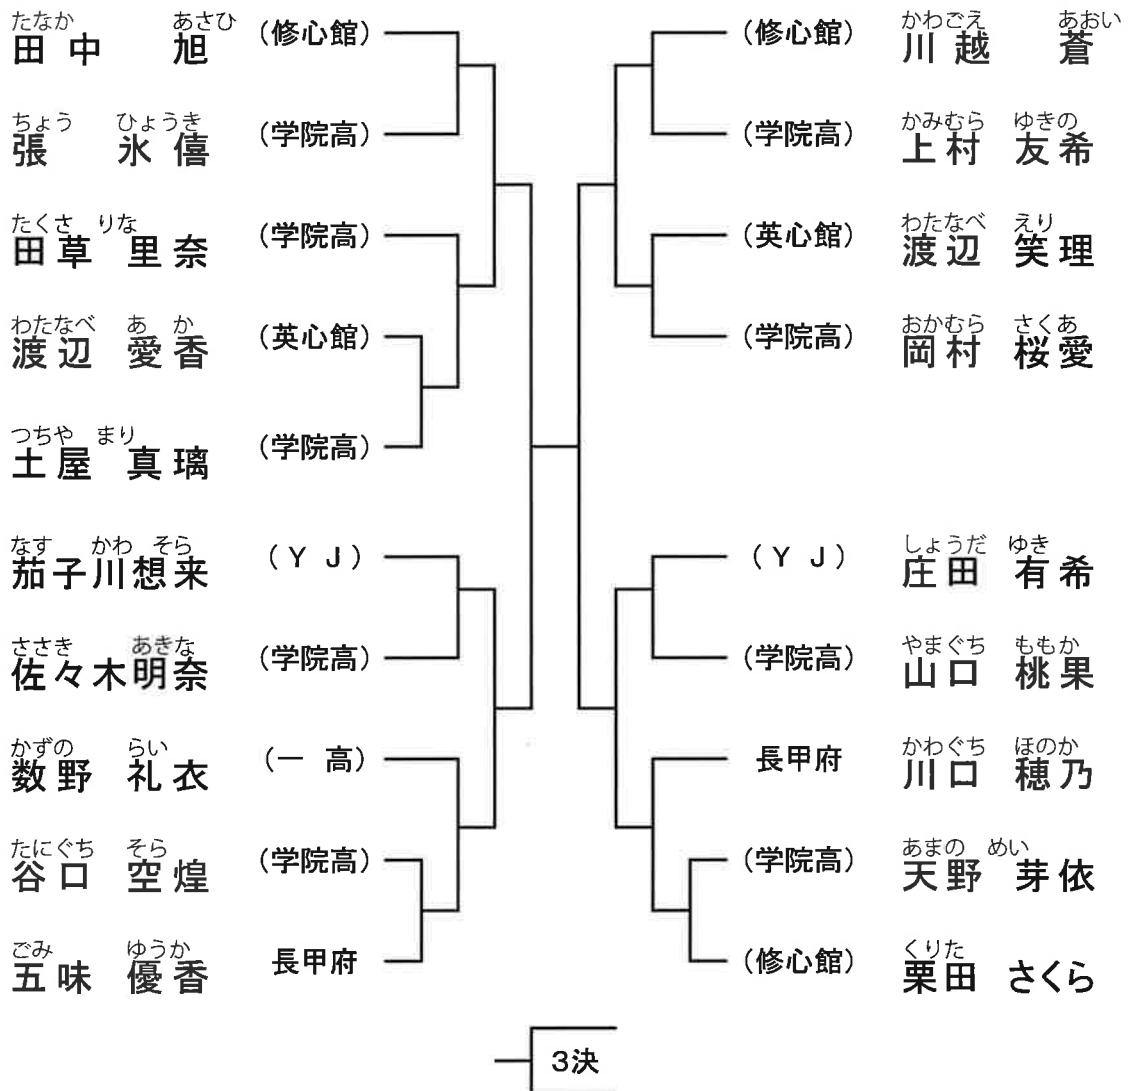 たなか あさひ
田中 旭 (修心館)
ちょう ひょうき
張 氷僖 (学院高)
たくさ りな
田草 里奈 (学院高)
わたなべ あ か
渡辺 愛香 (英心館)
つちや まり
土屋 真璃 (学院高)
なす かわ そら
茄子川想来 (YJ)
ささき あきな
佐々木明奈 (学院高)
かずの らい
数野 礼衣 (一高)
たにぐち そら
谷口 空煌 (学院高)
ごみ ゆうか
五味 優香 長甲府
かわごえ あおい
(修心館) 川越 蒼
かみむら ゆきの
(学院高) 上村 友希
わたなべ えり
(英心館) 渡辺 笑理
おかむら さくあ
(学院高) 岡村 桜愛
しょうだ ゆき
(YJ) 庄田 有希
やまぐち ももか
(学院高) 山口 桃果
かわぐち ほのか
長甲府 川口 穂乃
あまの めい
(学院高) 天野 芽依
くりた
(修心館) 栗田 さくら
3決